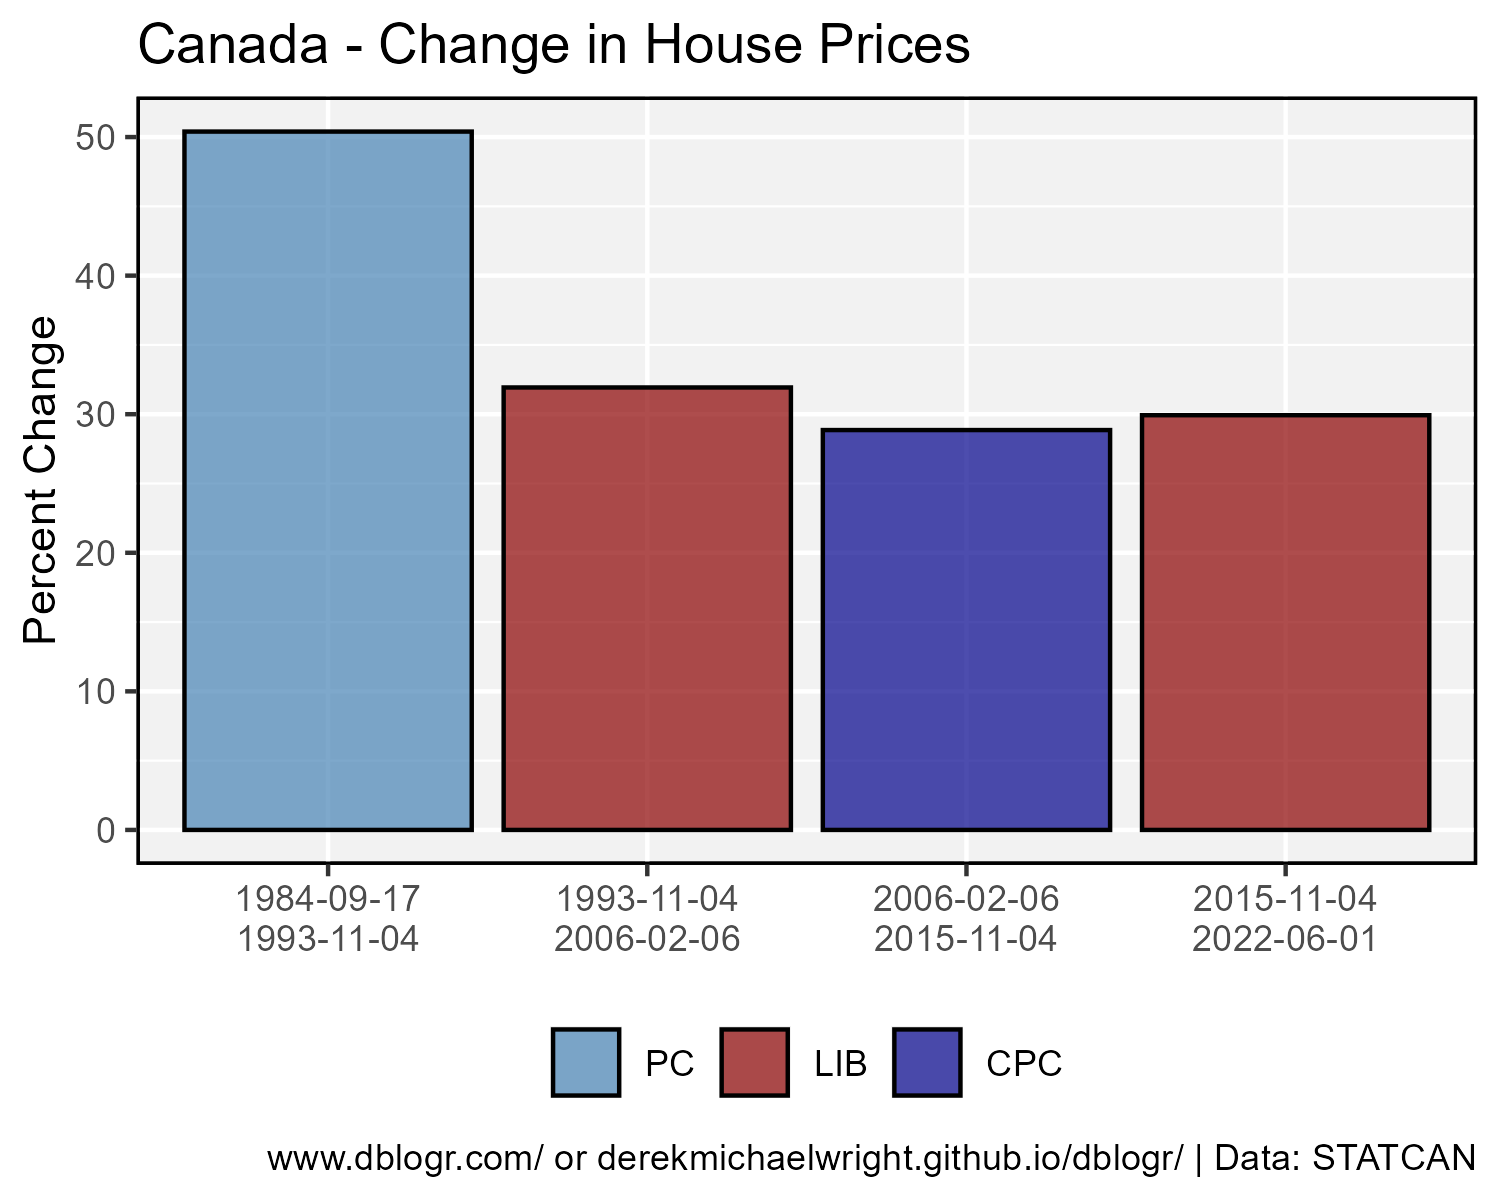 Canada - Change in House Prices
Percent Change
50
40
30
20
10
0
1984-09-17
1993-11-04
1993-11-04
2006-02-06
2006-02-06
2015-11-04
2015-11-04
2022-06-01
PC
LIB
CPC
www.dblogr.com/ or derekmichaelwright.github.io/dblogr/ | Data: STATCAN